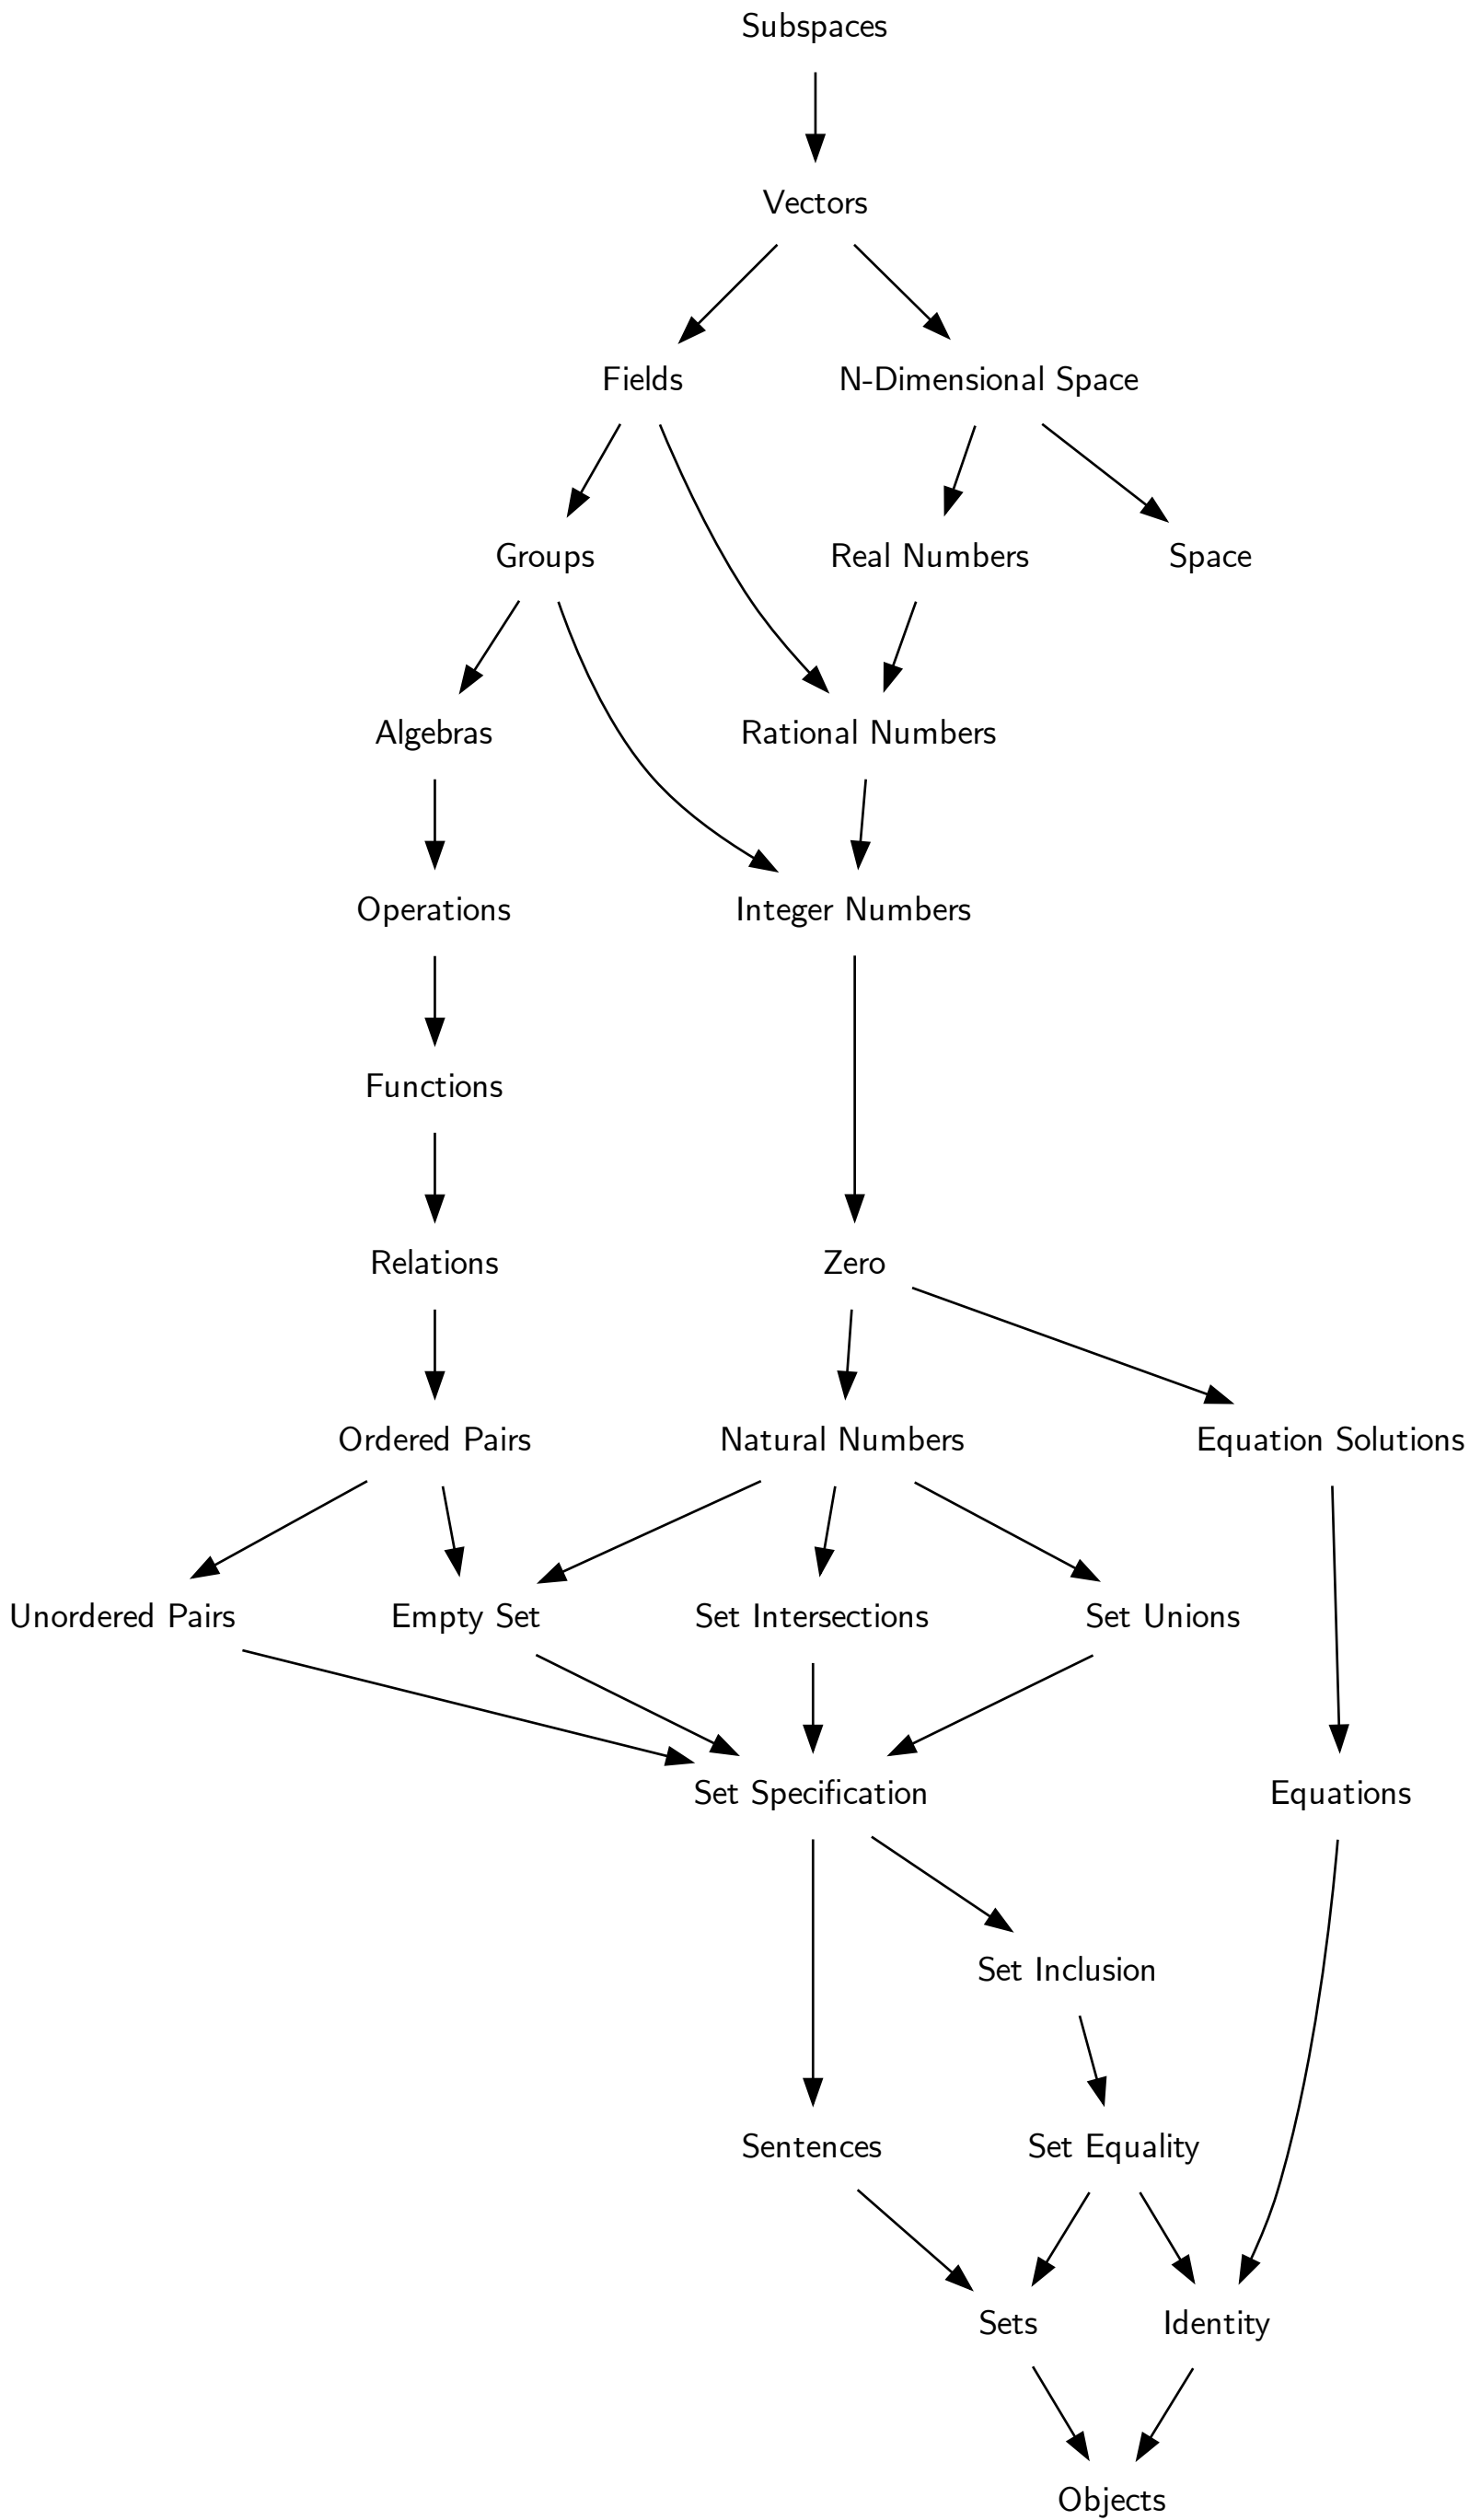 Subspaces
Vectors
Fields
N-Dimensional Space
Groups
Real Numbers
Space
Algebras
Rational Numbers
Operations
Integer Numbers
Functions
Relations
Zero
Ordered Pairs
Natural Numbers
Equation Solutions
Unordered Pairs
Empty Set
Set Intersections
Set Unions
Set Specification
Equations
Set Inclusion
Sentences
Set Equality
Sets
Identity
Objects